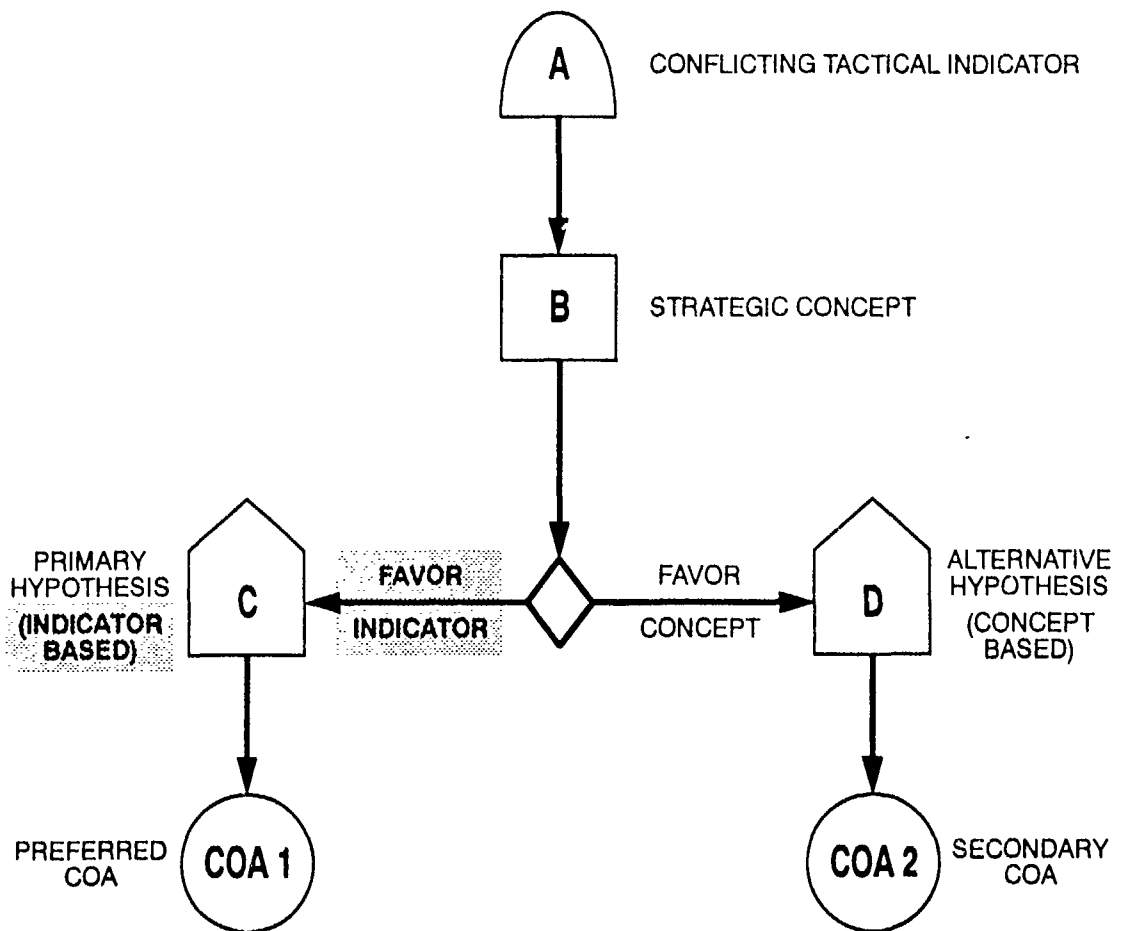 A
CONFLICTING TACTICAL INDICATOR
B
STRATEGIC CONCEPT
PRIMARY
HYPOTHESIS
(INDICATOR
BASED)
C
FAVOR
INDICATOR
FAVOR
CONCEPT
D
ALTERNATIVE
HYPOTHESIS
(CONCEPT
BASED)
PREFERRED
COA
COA 1
COA 2
SECONDARY
COA